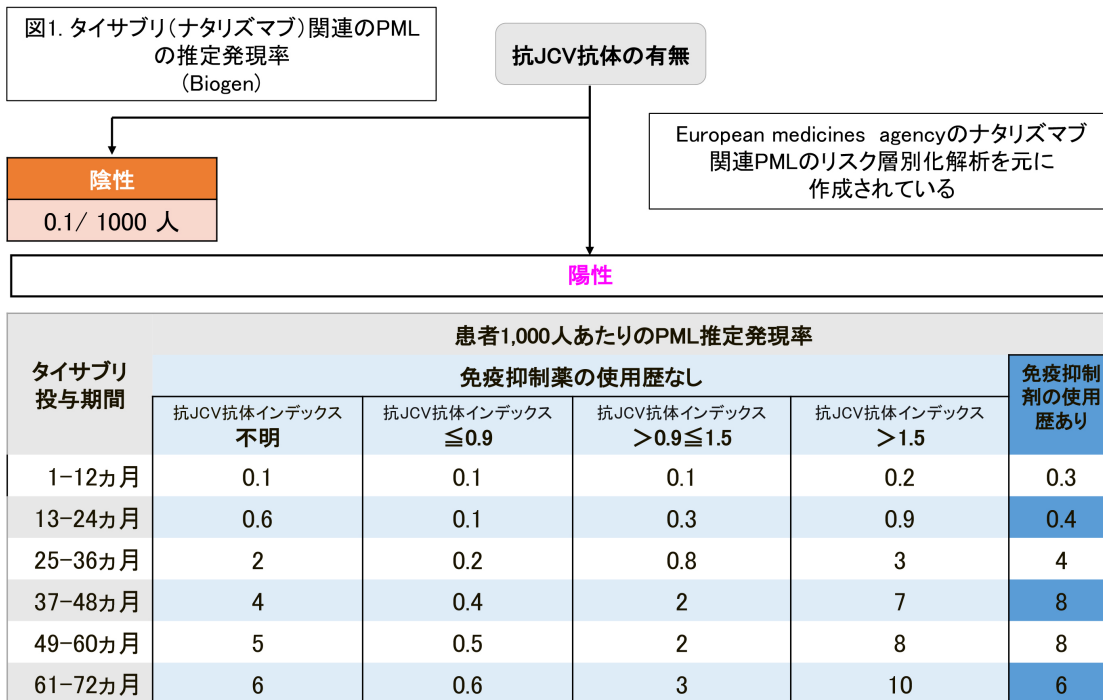 図1. タイサブリ(ナタリズマブ)関連のPML
の推定発現率
(Biogen)
抗JCV抗体の有無
European medicines agencyのナタリズマブ
関連PMLのリスク層別化解析を元に
作成されている
陰性
0.1/ 1000 人
陽性
タイサブリ
投与期間
患者1,000人あたりのPML推定発現率
免疫抑制薬の使用歴なし
免疫抑制
剤の使用
歴あり
抗JCV抗体インデックス
不明
抗JCV抗体インデックス
≦0.9
抗JCV抗体インデックス
>0.9≦1.5
抗JCV抗体インデックス
>1.5
1-12ヵ月 0.1 0.1 0.1 0.2 0.3
13-24ヵ月 0.6 0.1 0.3 0.9 0.4
25-36ヵ月 2 0.2 0.8 3 4
37-48ヵ月 4 0.4 2 7 8
49-60ヵ月 5 0.5 2 8 8
61-72ヵ月 6 0.6 3 10 6